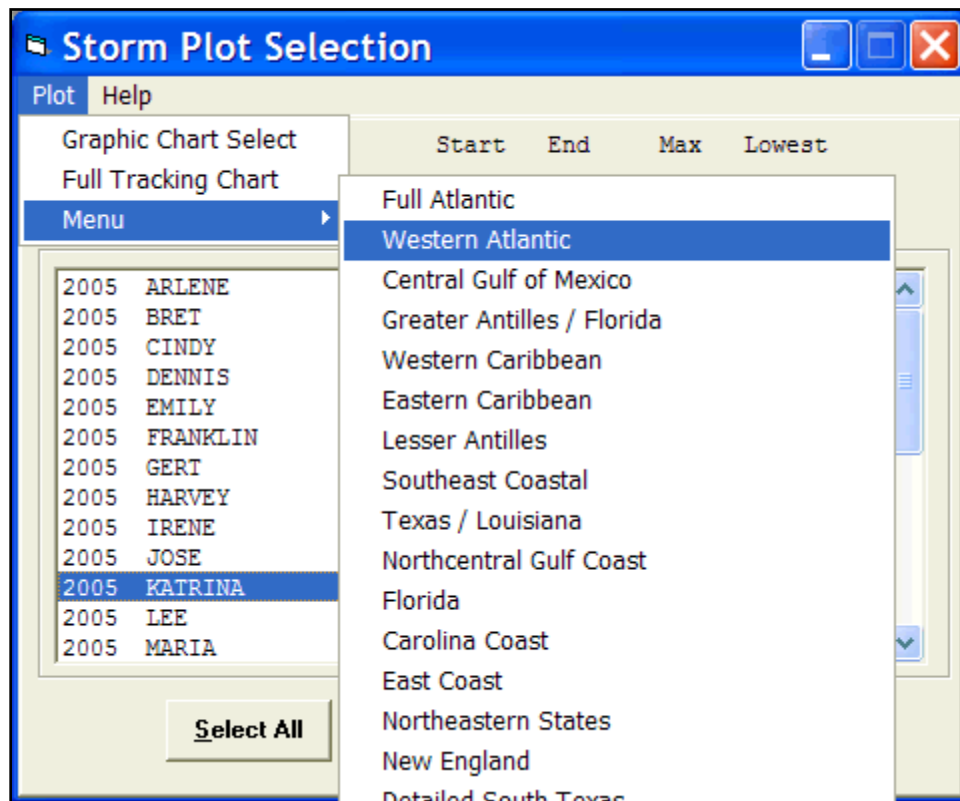 Storm Plot Selection
Plot Help
Graphic Chart Select
Full Tracking Chart
Menu
Start End Max Lowest
Full Atlantic
Western Atlantic
Central Gulf of Mexico
Greater Antilles / Florida
Western Caribbean
Eastern Caribbean
Lesser Antilles
Southeast Coastal
Texas / Louisiana
Northcentral Gulf Coast
Florida
Carolina Coast
East Coast
Northeastern States
New England
Detailed South Texas
2005 ARLENE
2005 BRET
2005 CINDY
2005 DENNIS
2005 EMILY
2005 FRANKLIN
2005 GERT
2005 HARVEY
2005 IRENE
2005 JOSE
2005 KATRINA
2005 LEE
2005 MARIA
Select All